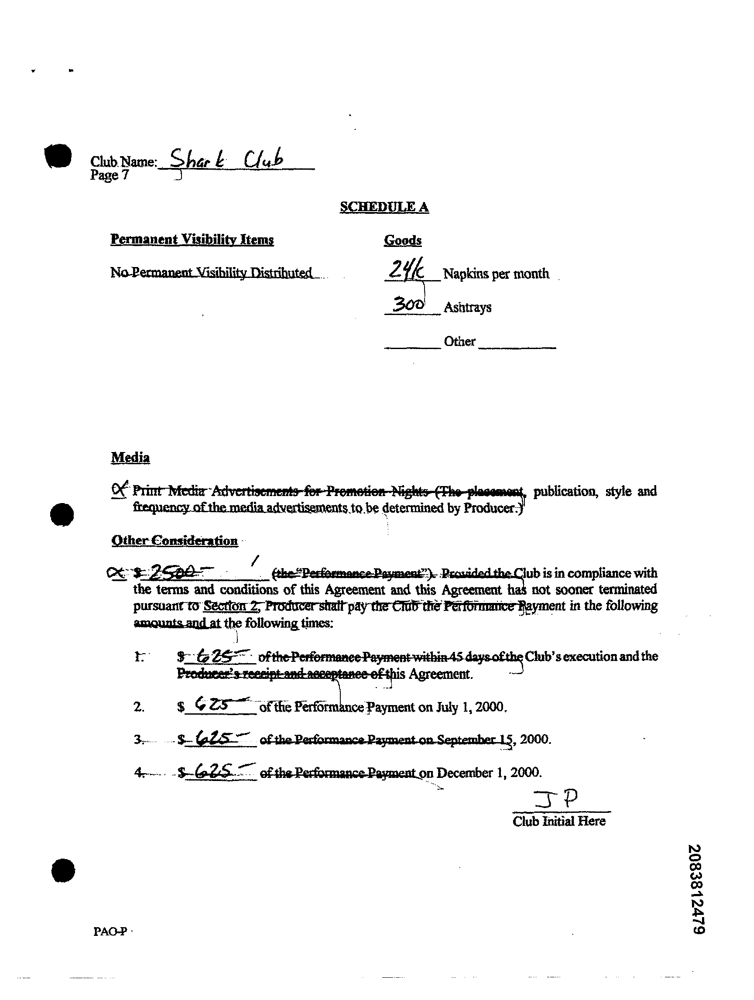 Club Name: Shark Club
Page 7
SCHEDULE A
Permanent Visibility Items
Goods
No Permanent Visibility Distributed
24k Napkins per month
300 Ashtrays
Other
Media
Print Media Advertisements for Promotion Nights (The placement, publication, style and
frequency of the media advertisements to be determined by Producer.)
Other Consideration
$ 2500- (the "Performance Payment"). Provided the Club is in compliance with
the terms and conditions of this Agreement and this Agreement has not sooner terminated
pursuant to Section 2, Producer shall pay the Club the Performance Payment in the following
amounts and at the following times:
1. $ 625- of the Performance Payment within 45 days of the Club's execution and the
Producer's receipt and acceptance of this Agreement.
2. $ 625- of the Performance Payment on July 1, 2000.
3. $ 625- of the Performance Payment on September 15, 2000.
4. $ 625- of the Performance Payment on December 1, 2000.
JP
Club Initial Here
2083812479
PAO-P